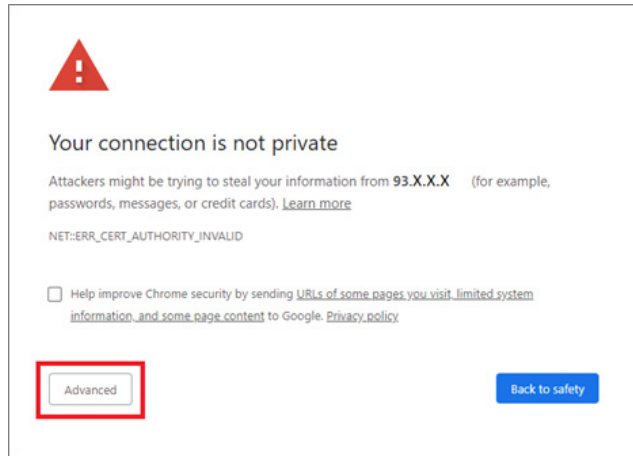 Your connection is not private
Attackers might be trying to steal your information from 93.X.X.X (for example,
passwords, messages, or credit cards). Learn more
NET::ERR_CERT_AUTHORITY_INVALID
Help improve Chrome security by sending URLs of some pages you visit, limited system
information, and some page content to Google. Privacy policy
Advanced
Back to safety